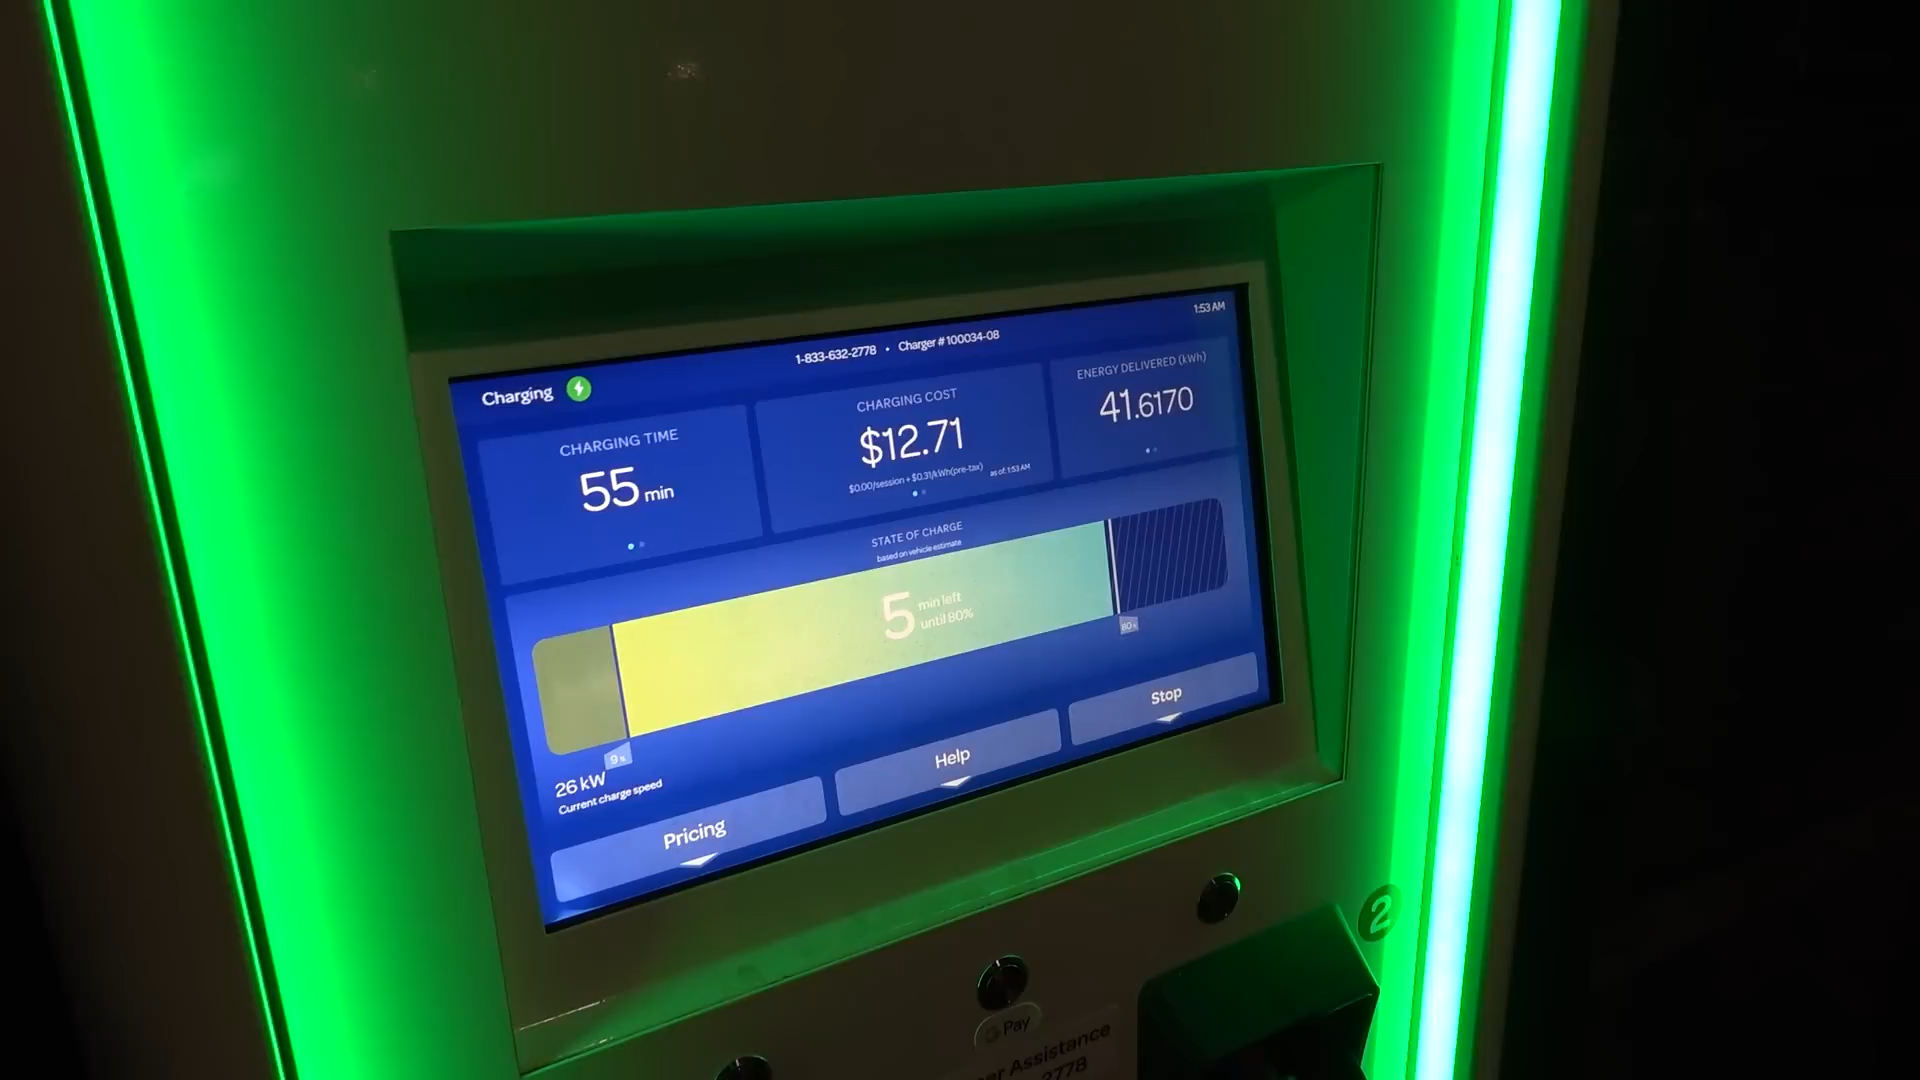 1:53 AM
1-833-632-2778 • Charger # 100034-08
Charging
CHARGING TIME
55 min
CHARGING COST
$12.71
$0.00/session + $0.31/kWh(pre-tax) as of: 1:53 AM
ENERGY DELIVERED (kWh)
41.6170
STATE OF CHARGE
based on vehicle estimate
5 min left
until 80%
80%
9%
26 kW
Current charge speed
Pricing
Help
Stop
2
G Pay
Assistance
2778